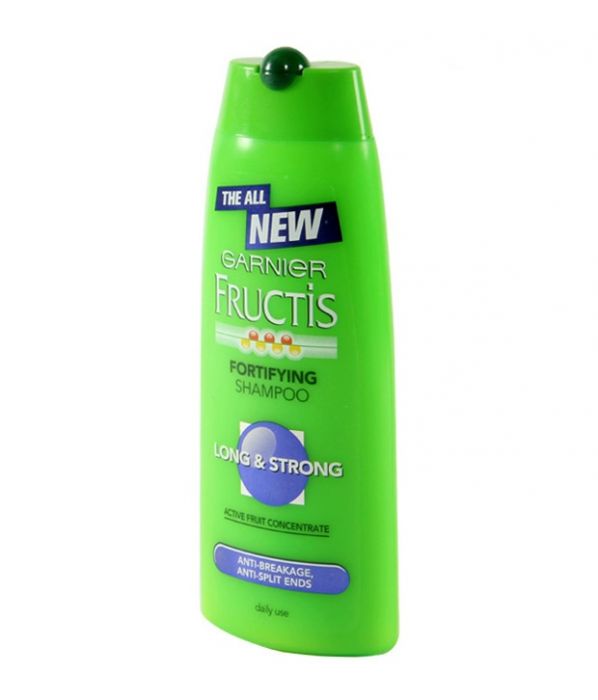 THE ALL
NEW
GARNIER
FRUCTiS
FORTIFYING
SHAMPOO
LONG & STRONG
ACTIVE FRUIT CONCENTRATE
ANTI-BREAKAGE,
ANTI-SPLIT ENDS
daily use